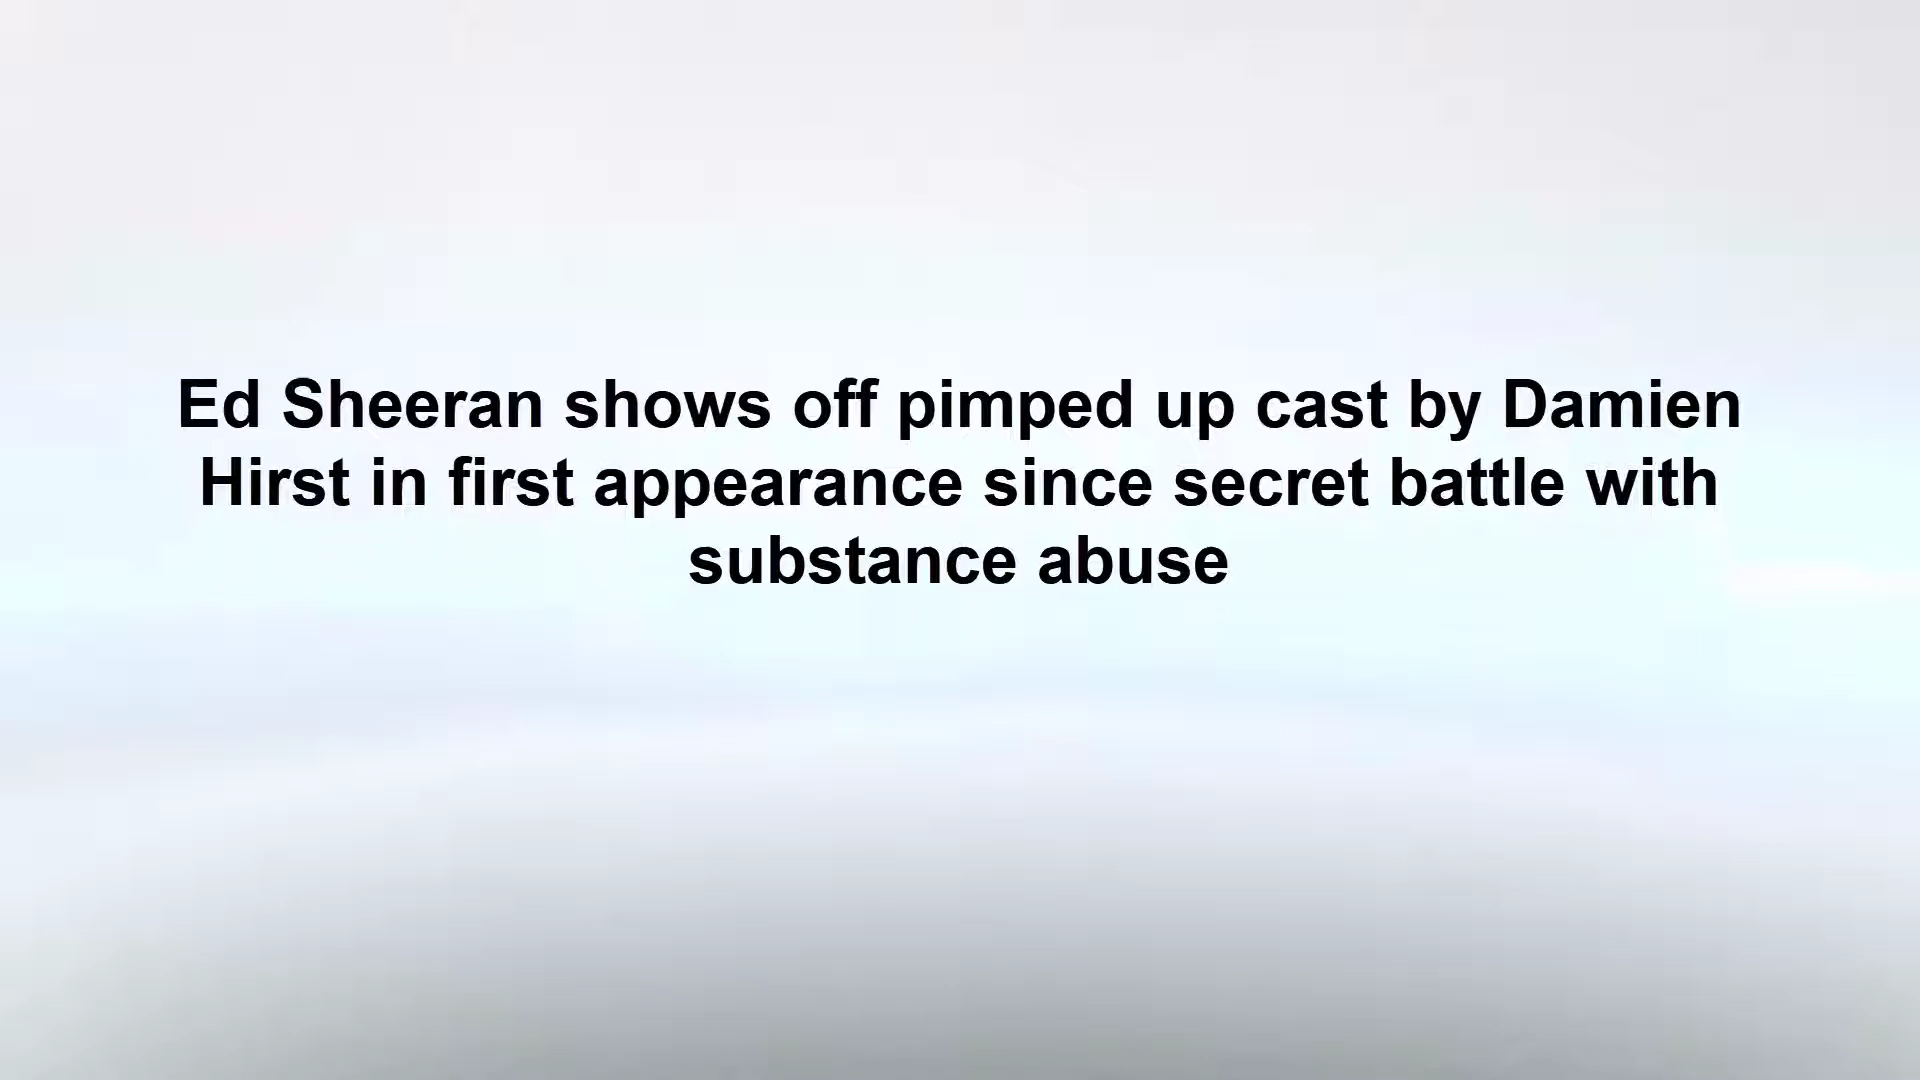 Ed Sheeran shows off pimped up cast by Damien
Hirst in first appearance since secret battle with
substance abuse